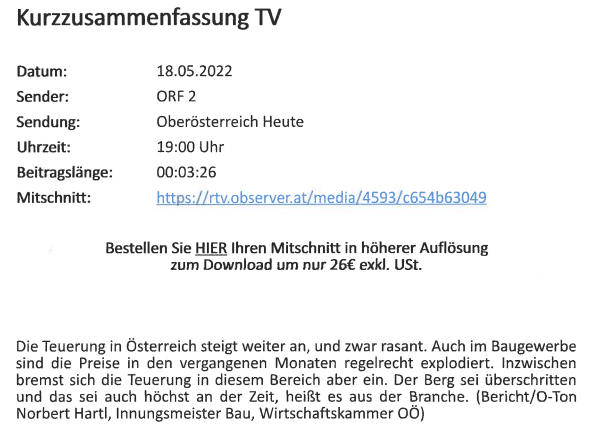 Kurzzusammenfassung TV
Datum: 18.05.2022
Sender: ORF 2
Sendung: Oberösterreich Heute
Uhrzeit: 19:00 Uhr
Beitragslänge: 00:03:26
Mitschnitt: https://rtv.observer.at/media/4593/c654b63049
Bestellen Sie HIER Ihren Mitschnitt in höherer Auflösung
zum Download um nur 26€ exkl. USt.
Die Teuerung in Österreich steigt weiter an, und zwar rasant. Auch im Baugewerbe
sind die Preise in den vergangenen Monaten regelrecht explodiert. Inzwischen
bremst sich die Teuerung in diesem Bereich aber ein. Der Berg sei überschritten
und das sei auch höchst an der Zeit, heißt es aus der Branche. (Bericht/O-Ton
Norbert Hartl, Innungsmeister Bau, Wirtschaftskammer OÖ)